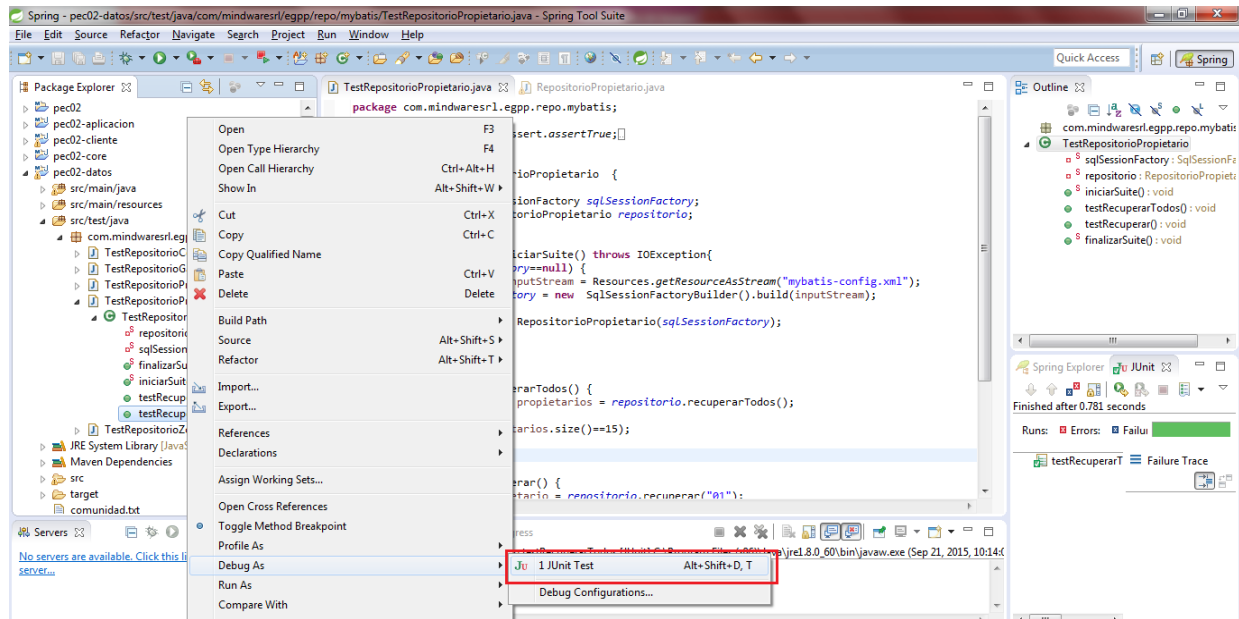 Spring - pec02-datos/src/test/java/com/mindwaresrl/egpp/repo/mybatis/TestRepositorioPropietario.java - Spring Tool Suite
File Edit Source Refactor Navigate Search Project Run Window Help
Quick Access Spring
Package Explorer
pec02
pec02-aplicacion
pec02-cliente
pec02-core
pec02-datos
src/main/java
src/main/resources
src/test/java
com.mindwaresrl.eg
TestRepositorioC
TestRepositorioG
TestRepositorioP
TestRepositorioP
TestRepositor
repositorio
sqlSession
finalizarSu
iniciarSuit
testRecup
testRecup
TestRepositorioZ
JRE System Library [JavaS
Maven Dependencies
src
target
comunidad.txt
Open F3
Open Type Hierarchy F4
Open Call Hierarchy Ctrl+Alt+H
Show In Alt+Shift+W
Cut Ctrl+X
Copy Ctrl+C
Copy Qualified Name
Paste Ctrl+V
Delete Delete
Build Path
Source Alt+Shift+S
Refactor Alt+Shift+T
Import...
Export...
References
Declarations
Assign Working Sets...
Open Cross References
Toggle Method Breakpoint
Profile As
Debug As
Run As
Compare With
1 JUnit Test Alt+Shift+D, T
Debug Configurations...
TestRepositorioPropietario.java RepositorioPropietario.java
package com.mindwaresrl.egpp.repo.mybatis;
ssert.assertTrue;
ioPropietario {
sionFactory sqlSessionFactory;
torioPropietario repositorio;
iciarSuite() throws IOException{
ory==null) {
nputStream = Resources.getResourceAsStream("mybatis-config.xml");
tory = new SqlSessionFactoryBuilder().build(inputStream);
RepositorioPropietario(sqlSessionFactory);
erarTodos() {
propietarios = repositorio.recuperarTodos();
tarios.size()==15);
erar() {
etario = repositorio.recuperar("01");
Outline
com.mindwaresrl.egpp.repo.mybatis
TestRepositorioPropietario
sqlSessionFactory : SqlSessionFa
repositorio : RepositorioPropieta
iniciarSuite() : void
testRecuperarTodos() : void
testRecuperar() : void
finalizarSuite() : void
Spring Explorer JUnit
Finished after 0.781 seconds
Runs: Errors: Failur
testRecuperarT Failure Trace
Servers
No servers are available. Click this li
server...
gress
\java\jre1.8.0_60\bin\javaw.exe (Sep 21, 2015, 10:14:0